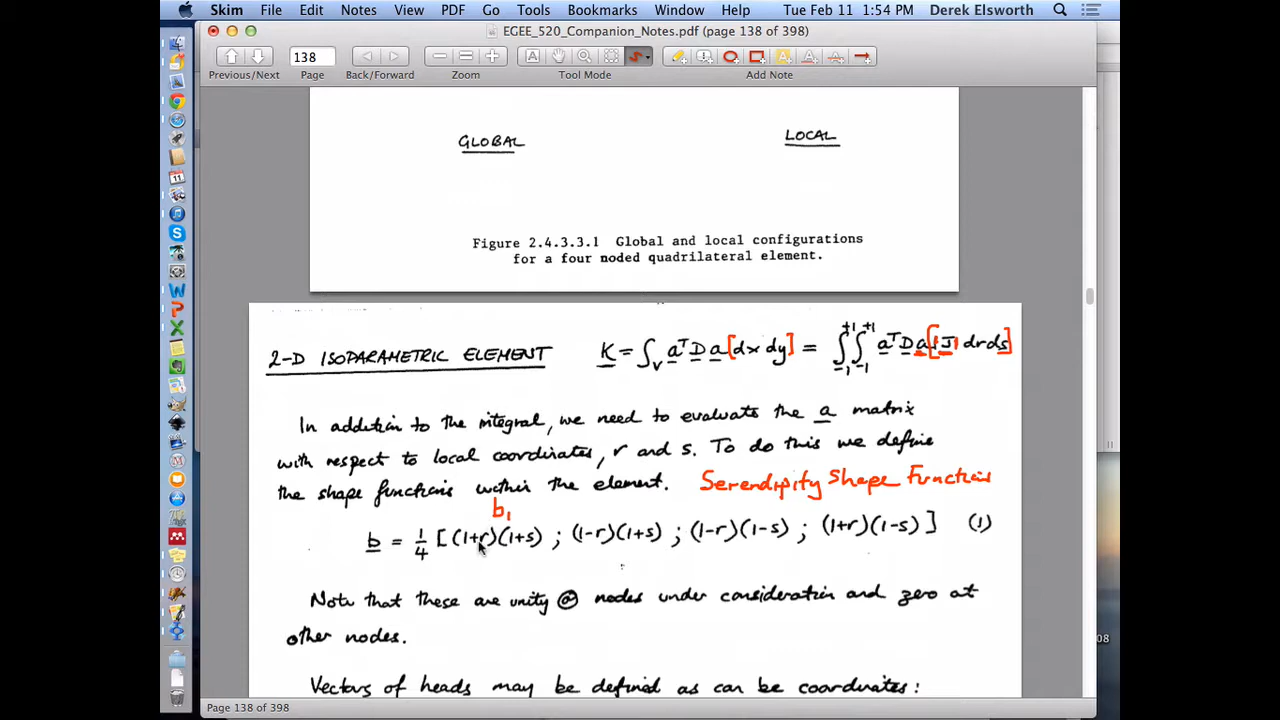 Skim File Edit View PDF Go Tools Bookmarks Window Help Tue Feb 11 1:54 PM Derek Elsworth
EGEE_520_Companion_Notes.pdf (page 138 of 398)
138
Previous/Next Page Back/Forward Zoom Tool Mode Add Note
GLOBAL LOCAL
Figure 2.4.3.3.1 Global and local configurations
for a four noded quadrilateral element.
2-D ISOPARAMETRIC ELEMENT K = ∫V aᵀ D a [dx dy] = ∫₋₁⁺¹ ∫₋₁⁺¹ aᵀ D a [|J| dr ds]
In addition to the integral, we need to evaluate the a matrix
with respect to local coordinates, r and s. To do this we define
the shape functions within the element. Serendipity Shape Functions
b₁
b = 1/4 [(1+r)(1+s) ; (1-r)(1+s) ; (1-r)(1-s) ; (1+r)(1-s)] (1)
Note that these are unity @ nodes under consideration and zero at
other nodes.
Vectors of heads may be defined as can be coordinates:
Page 138 of 398
08